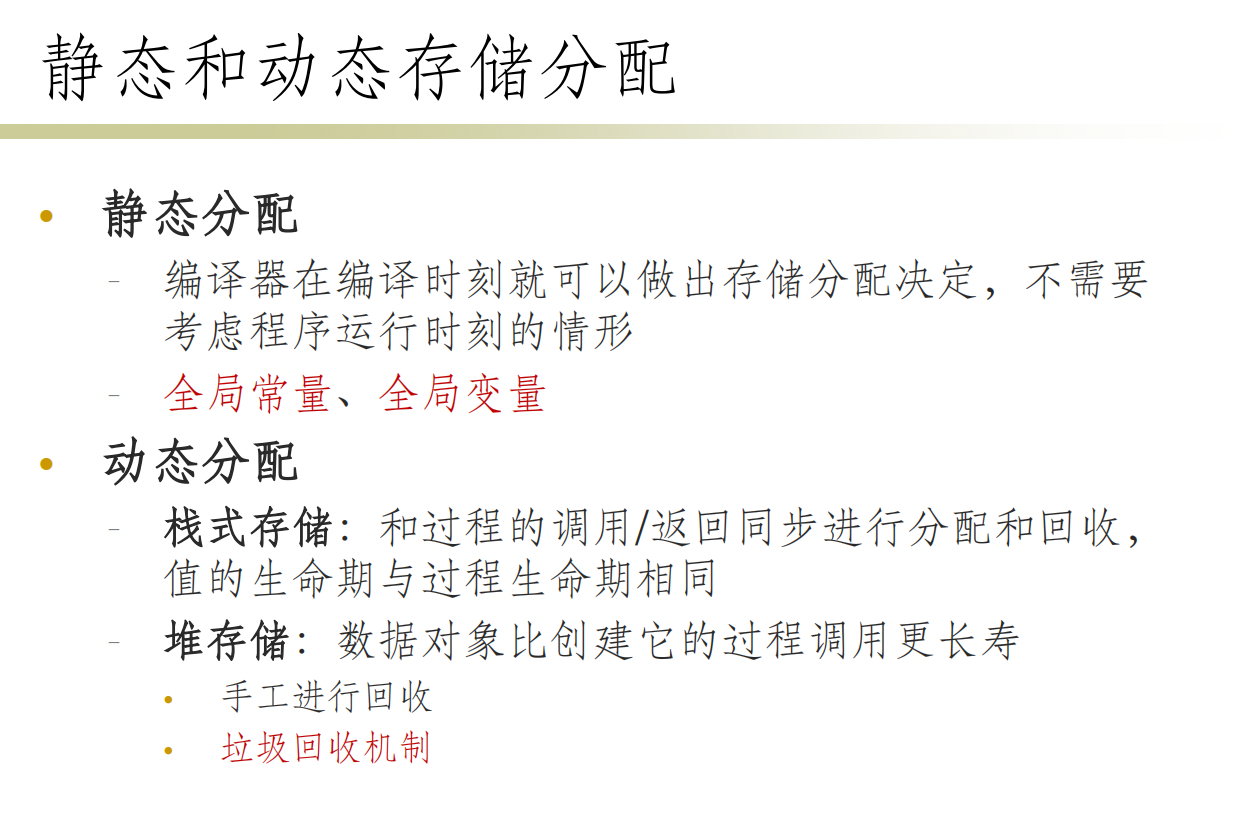 静态和动态存储分配
• 静态分配
– 编译器在编译时刻就可以做出存储分配决定，不需要
考虑程序运行时刻的情形
– 全局常量、全局变量
• 动态分配
– 栈式存储：和过程的调用/返回同步进行分配和回收，
值的生命期与过程生命期相同
– 堆存储：数据对象比创建它的过程调用更长寿
• 手工进行回收
• 垃圾回收机制